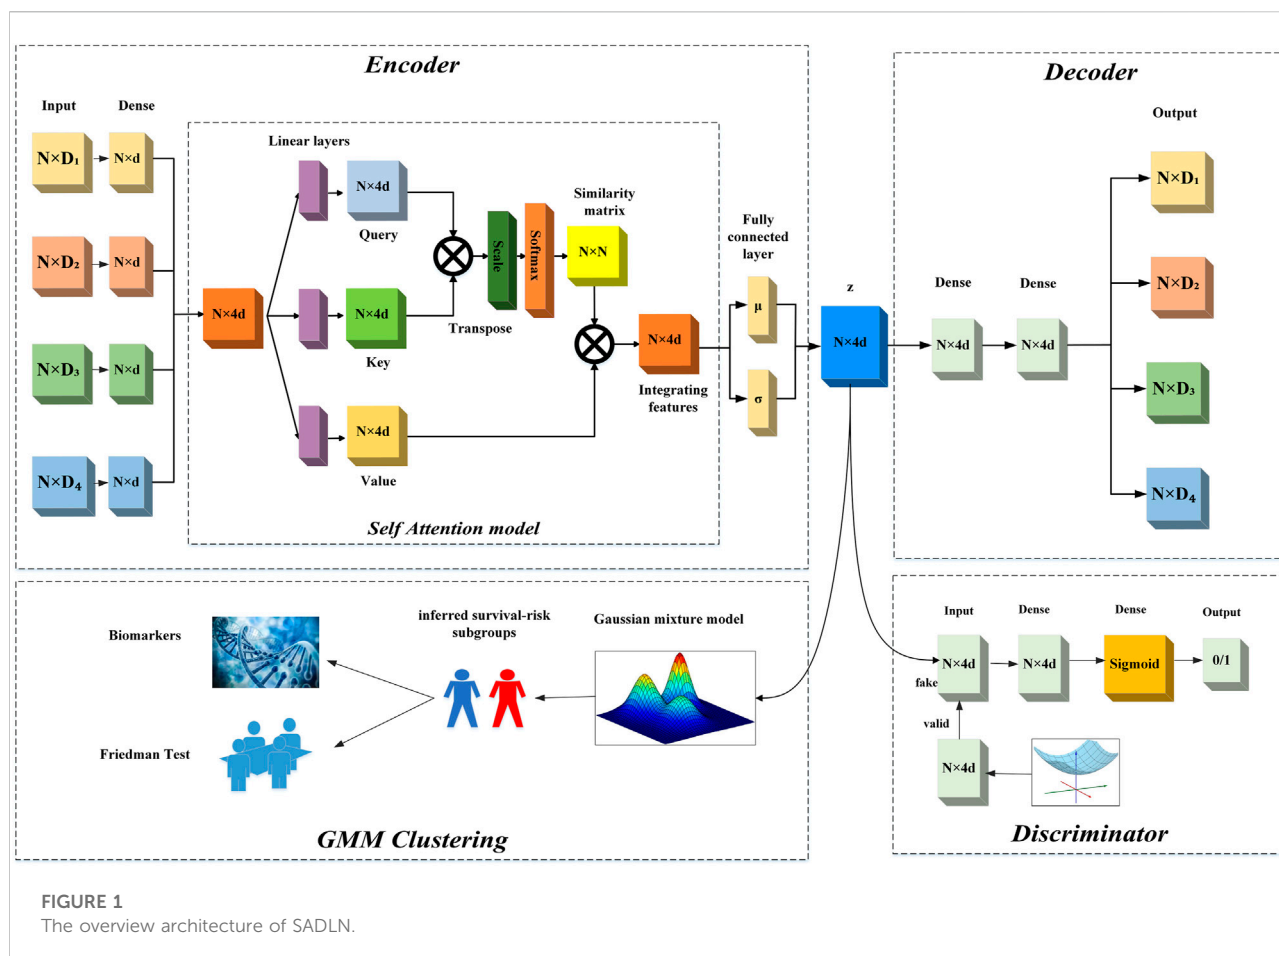 Encoder
Input
Dense
N×D₁
N×d
N×D₂
N×d
N×D₃
N×d
N×D₄
N×d
N×4d
Linear layers
N×4d
Query
N×4d
Key
N×4d
Value
Transpose
Scale
Softmax
Similarity
matrix
N×N
N×4d
Integrating
features
Self Attention model
Fully
connected
layer
μ
σ
z
N×4d
Decoder
Dense
Dense
N×4d
N×4d
Output
N×D₁
N×D₂
N×D₃
N×D₄
Biomarkers
Friedman Test
inferred survival-risk
subgroups
Gaussian mixture model
GMM Clustering
Input
Dense
Dense
Output
N×4d
fake
N×4d
Sigmoid
0/1
valid
N×4d
Discriminator
FIGURE 1
The overview architecture of SADLN.